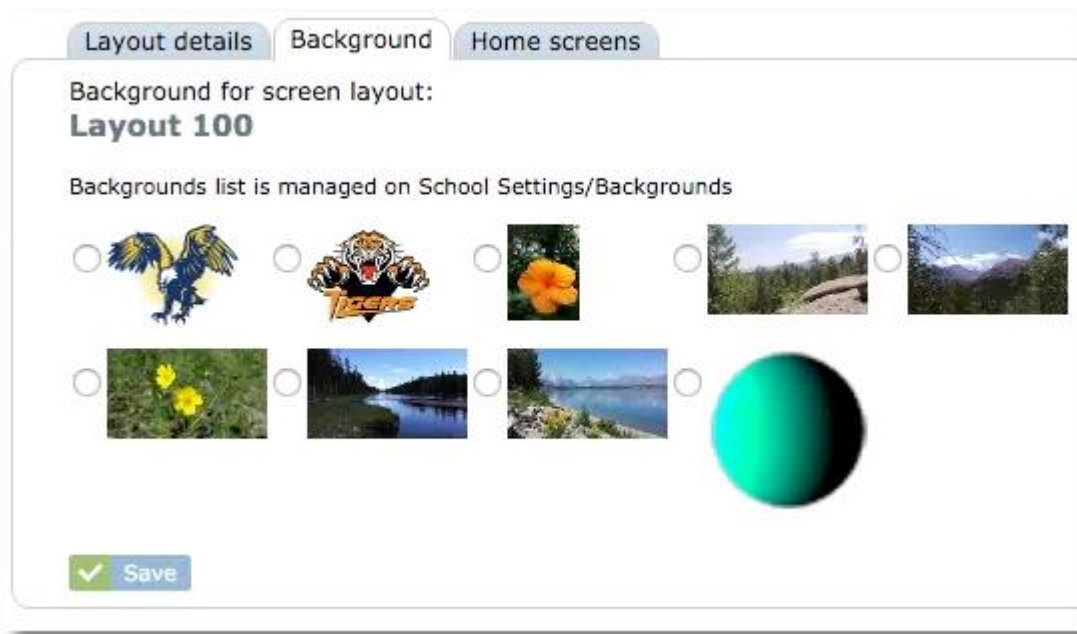 Layout details
Background
Home screens
Background for screen layout:
Layout 100
Backgrounds list is managed on School Settings/Backgrounds
TIGERS
Save